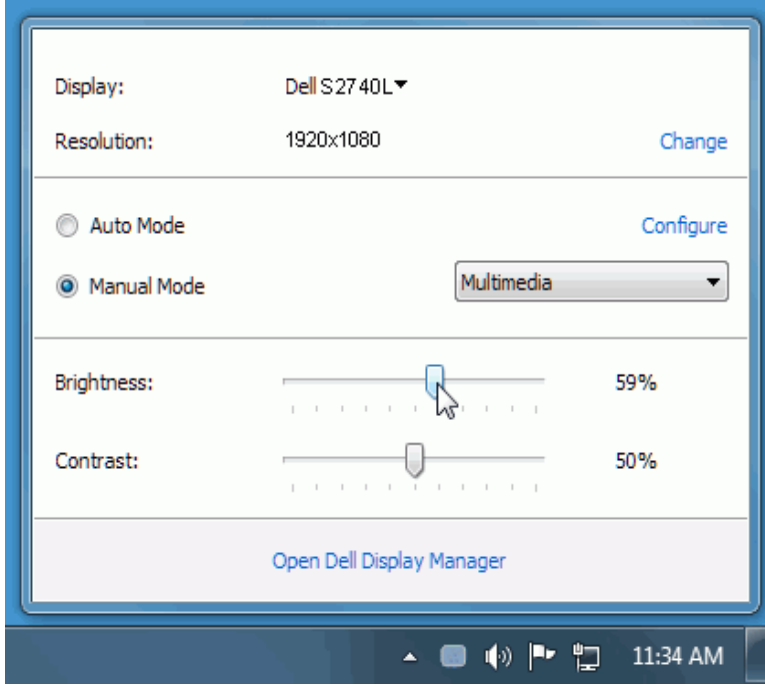 Display: Dell S2740L
Resolution: 1920x1080 Change
Auto Mode Configure
Manual Mode Multimedia
Brightness: 59%
Contrast: 50%
Open Dell Display Manager
11:34 AM